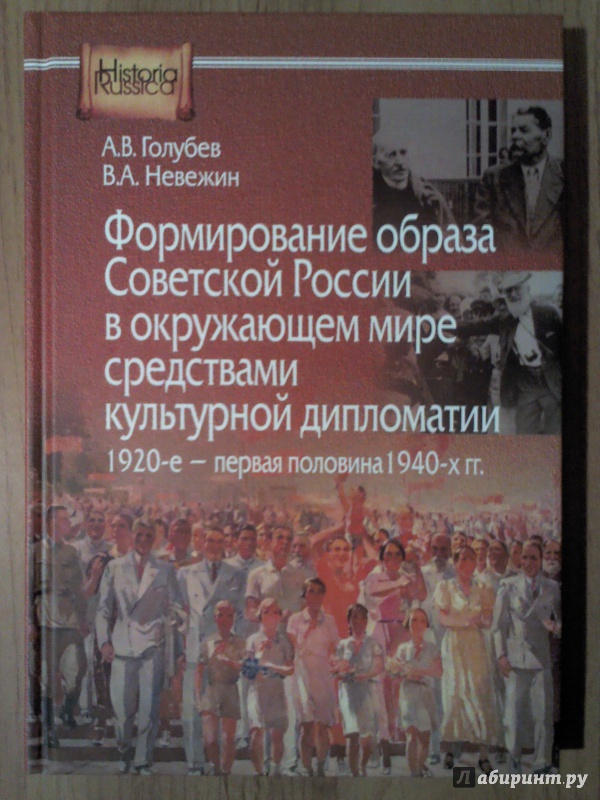 Historia
Russica
А.В. Голубев
В.А. Невежин
Формирование образа
Советской России
в окружающем мире
средствами
культурной дипломатии
1920-е – первая половина 1940-х гг.
Лабиринт.ру